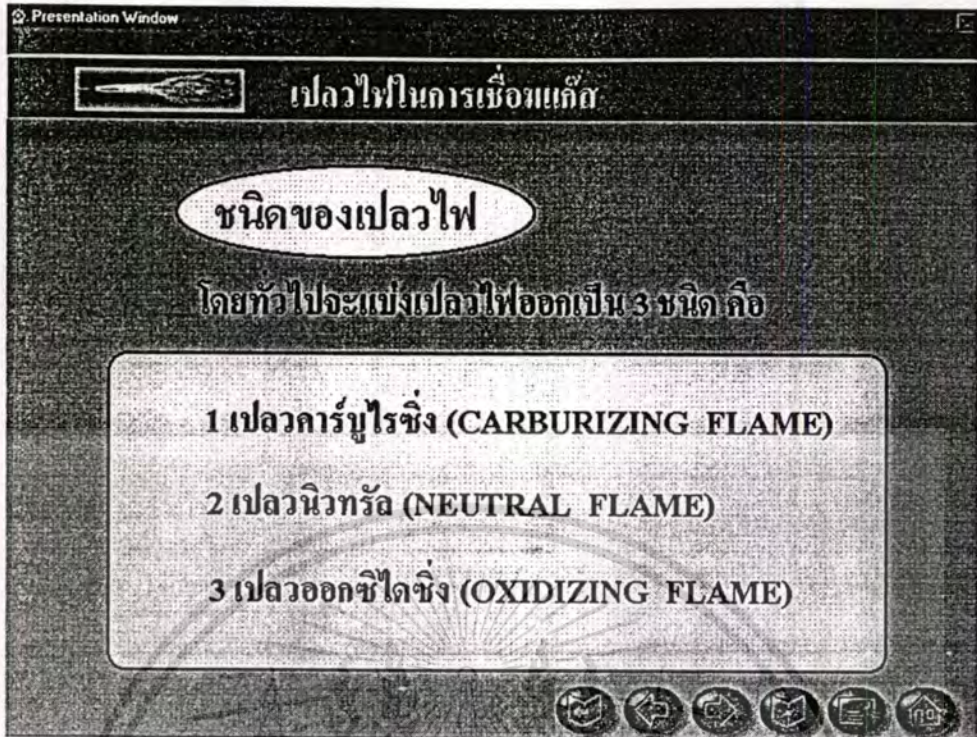 Presentation Window
เปลวไฟในการเชื่อมแก๊ส
ชนิดของเปลวไฟ
โดยทั่วไปจะแบ่งเปลวไฟออกเป็น 3 ชนิด คือ
1 เปลวคาร์บูไรซิ่ง (CARBURIZING FLAME)
2 เปลวนิวทรัล (NEUTRAL FLAME)
3 เปลวออกซิไดซิ่ง (OXIDIZING FLAME)